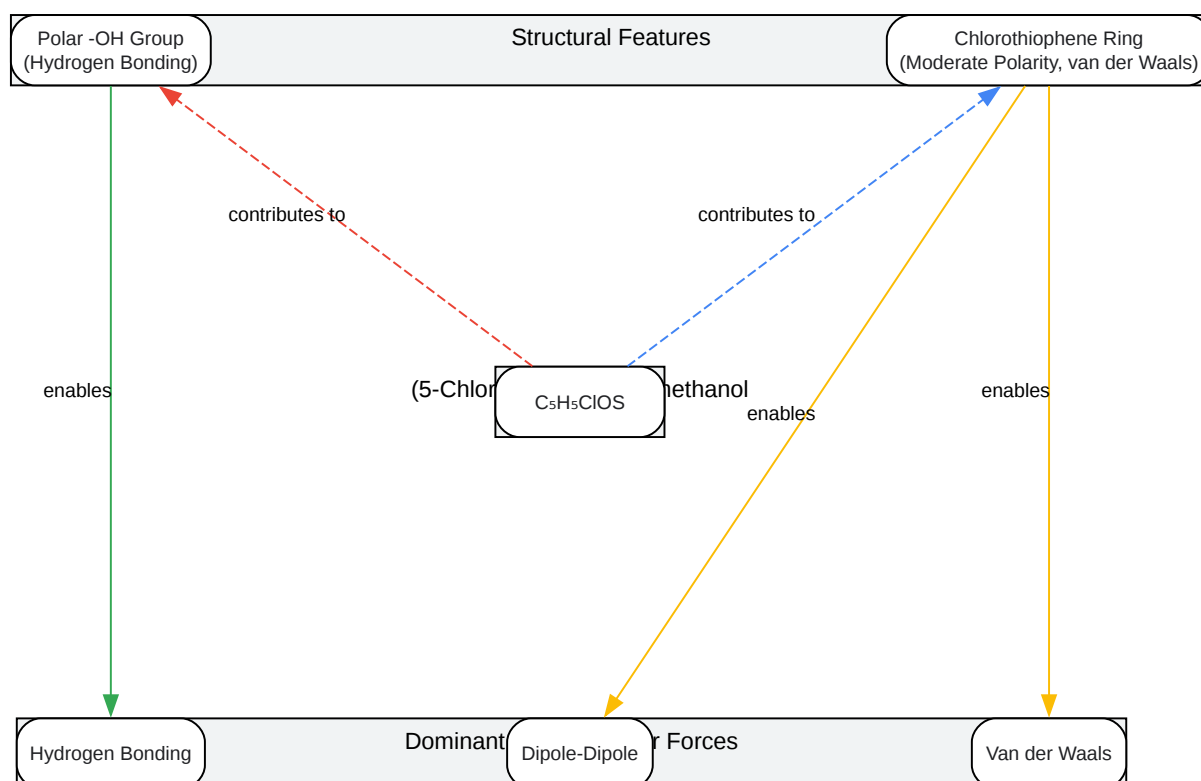 Polar -OH Group
(Hydrogen Bonding)
Structural Features
Chlorothiophene Ring
(Moderate Polarity, van der Waals)
contributes to
contributes to
enables
(5-Chlor
C₅H₅ClOS
enables
enables
Hydrogen Bonding
Dominant
Forces
Dipole-Dipole
Van der Waals